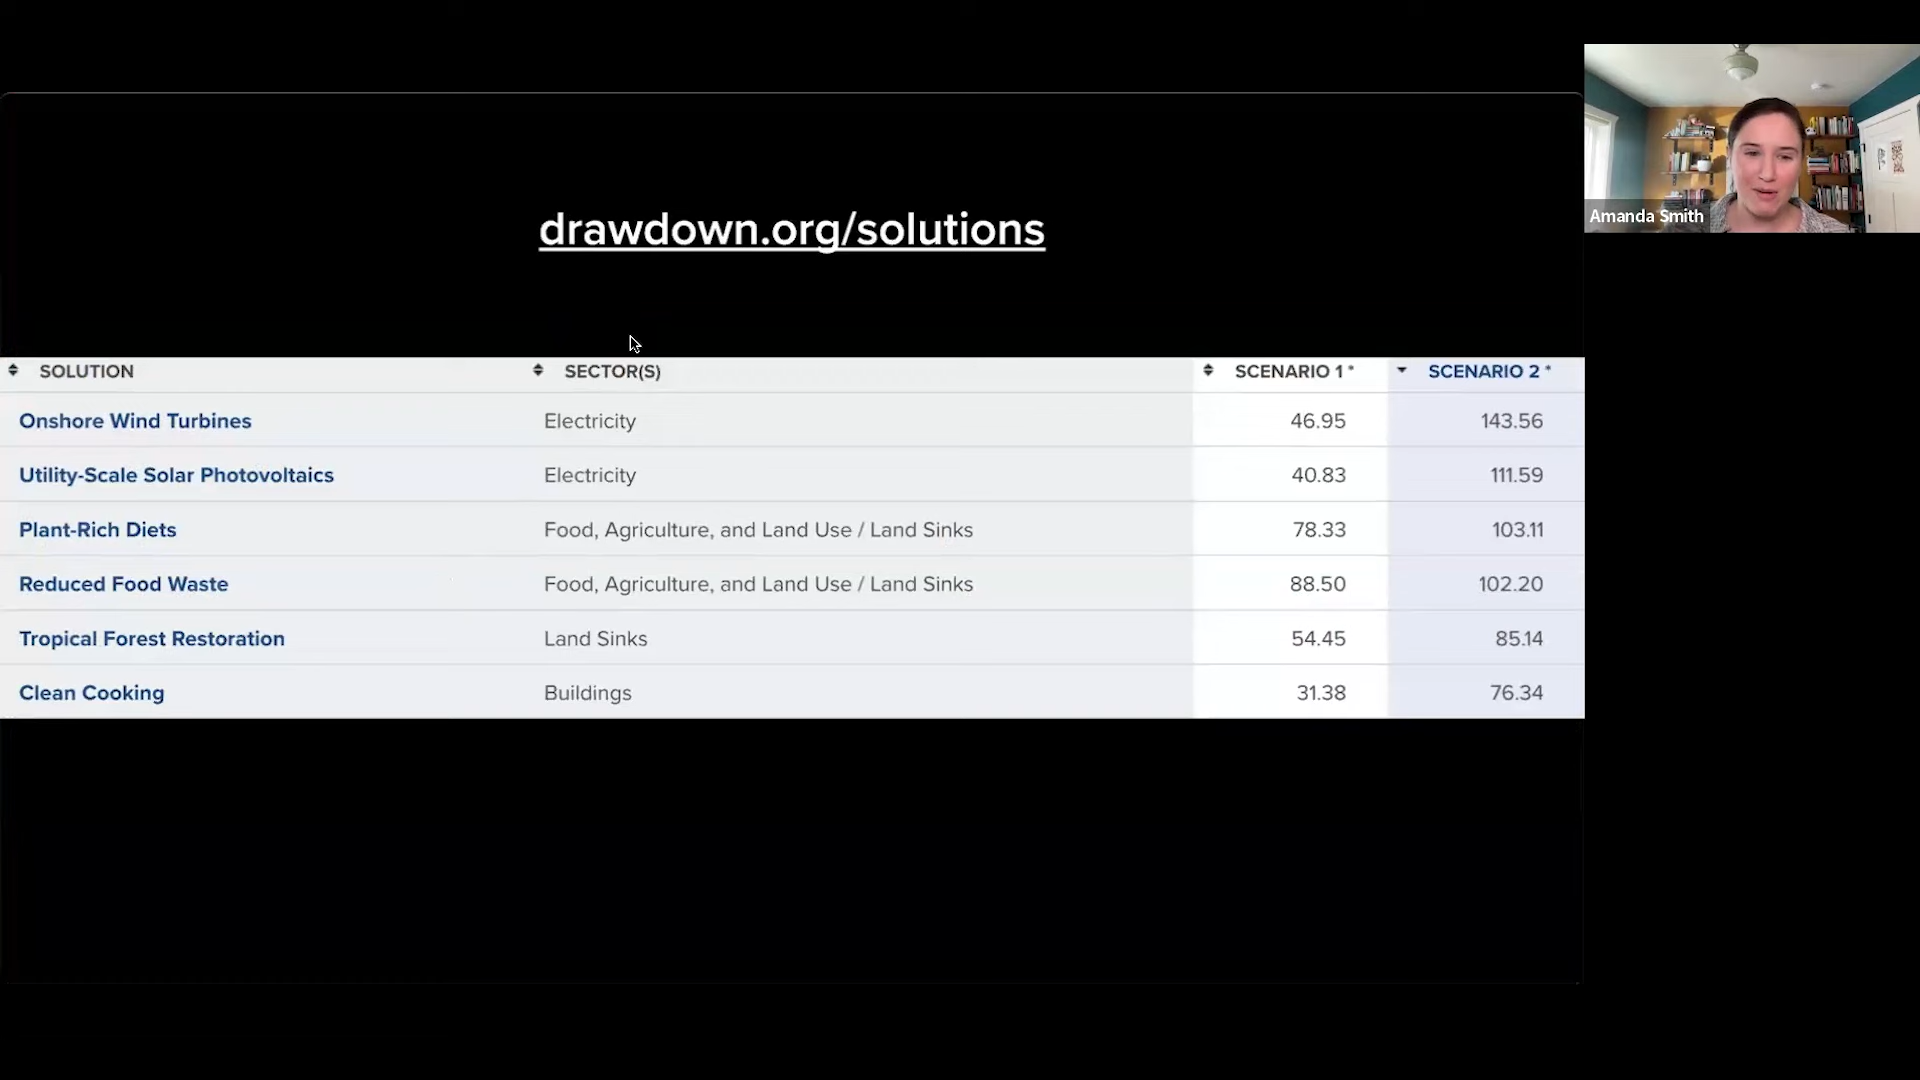 drawdown.org/solutions
Amanda Smith
SOLUTION SECTOR(S) SCENARIO 1 * SCENARIO 2 *
Onshore Wind Turbines Electricity 46.95 143.56
Utility-Scale Solar Photovoltaics Electricity 40.83 111.59
Plant-Rich Diets Food, Agriculture, and Land Use / Land Sinks 78.33 103.11
Reduced Food Waste Food, Agriculture, and Land Use / Land Sinks 88.50 102.20
Tropical Forest Restoration Land Sinks 54.45 85.14
Clean Cooking Buildings 31.38 76.34